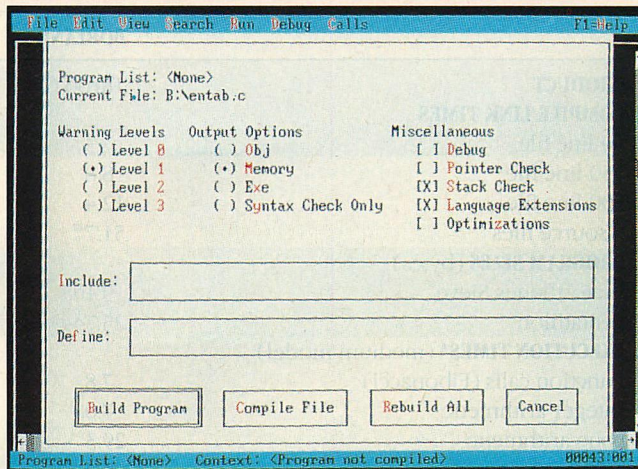 File Edit View Search Run Debug Calls F1=Help
Program List: <None>
Current File: B:\entab.c
Warning Levels Output Options Miscellaneous
( ) Level 0 ( ) Obj [ ] Debug
(•) Level 1 (•) Memory [ ] Pointer Check
( ) Level 2 ( ) Exe [X] Stack Check
( ) Level 3 ( ) Syntax Check Only [X] Language Extensions
[ ] Optimizations
Include:
Define:
Build Program Compile File Rebuild All Cancel
Program List: <None> Context: <Program not compiled> 00043:001